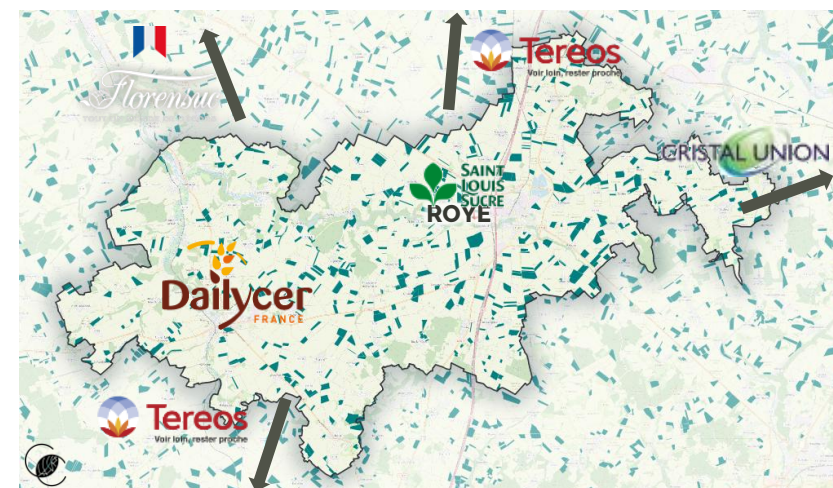 Florensuc
Tereos
Voir loin, rester proche
CRISTAL UNION
SAINT
LOUIS
SUCRE
ROYE
Dailycer
FRANCE
Tereos
Voir loin, rester proche